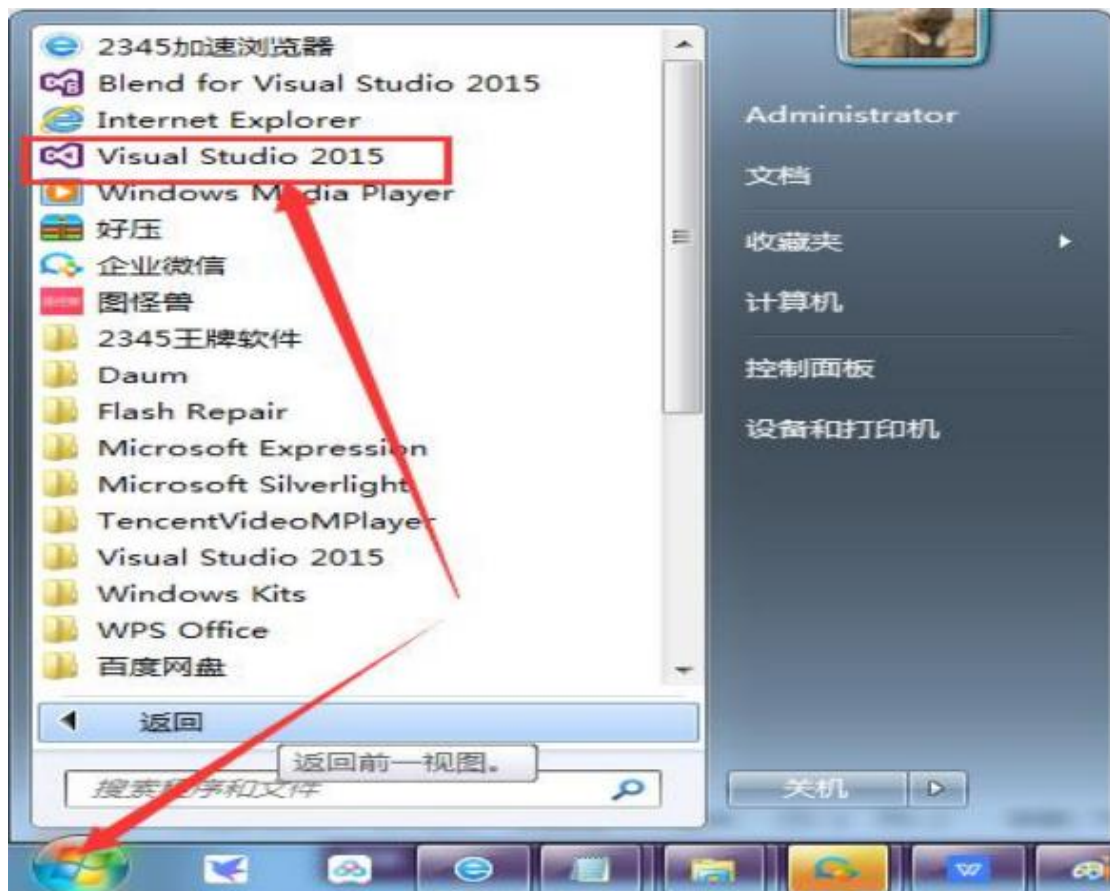 2345加速浏览器
Blend for Visual Studio 2015
Internet Explorer
Visual Studio 2015
Windows Media Player
好压
企业微信
图怪兽
2345王牌软件
Daum
Flash Repair
Microsoft Expression
Microsoft Silverlight
TencentVideoMPlayer
Visual Studio 2015
Windows Kits
WPS Office
百度网盘
返回
返回前一视图。
搜索程序和文件
Administrator
文档
收藏夹
计算机
控制面板
设备和打印机
关机